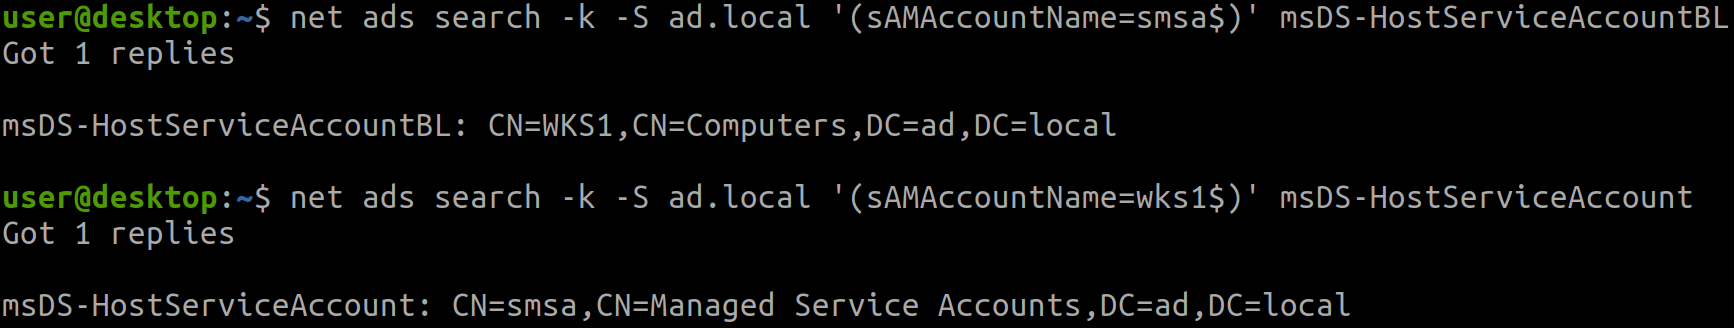 user@desktop:~$ net ads search -k -S ad.local '(sAMAccountName=smsa$)' msDS-HostServiceAccountBL
Got 1 replies
msDS-HostServiceAccountBL: CN=WKS1,CN=Computers,DC=ad,DC=local
user@desktop:~$ net ads search -k -S ad.local '(sAMAccountName=wks1$)' msDS-HostServiceAccount
Got 1 replies
msDS-HostServiceAccount: CN=smsa,CN=Managed Service Accounts,DC=ad,DC=local